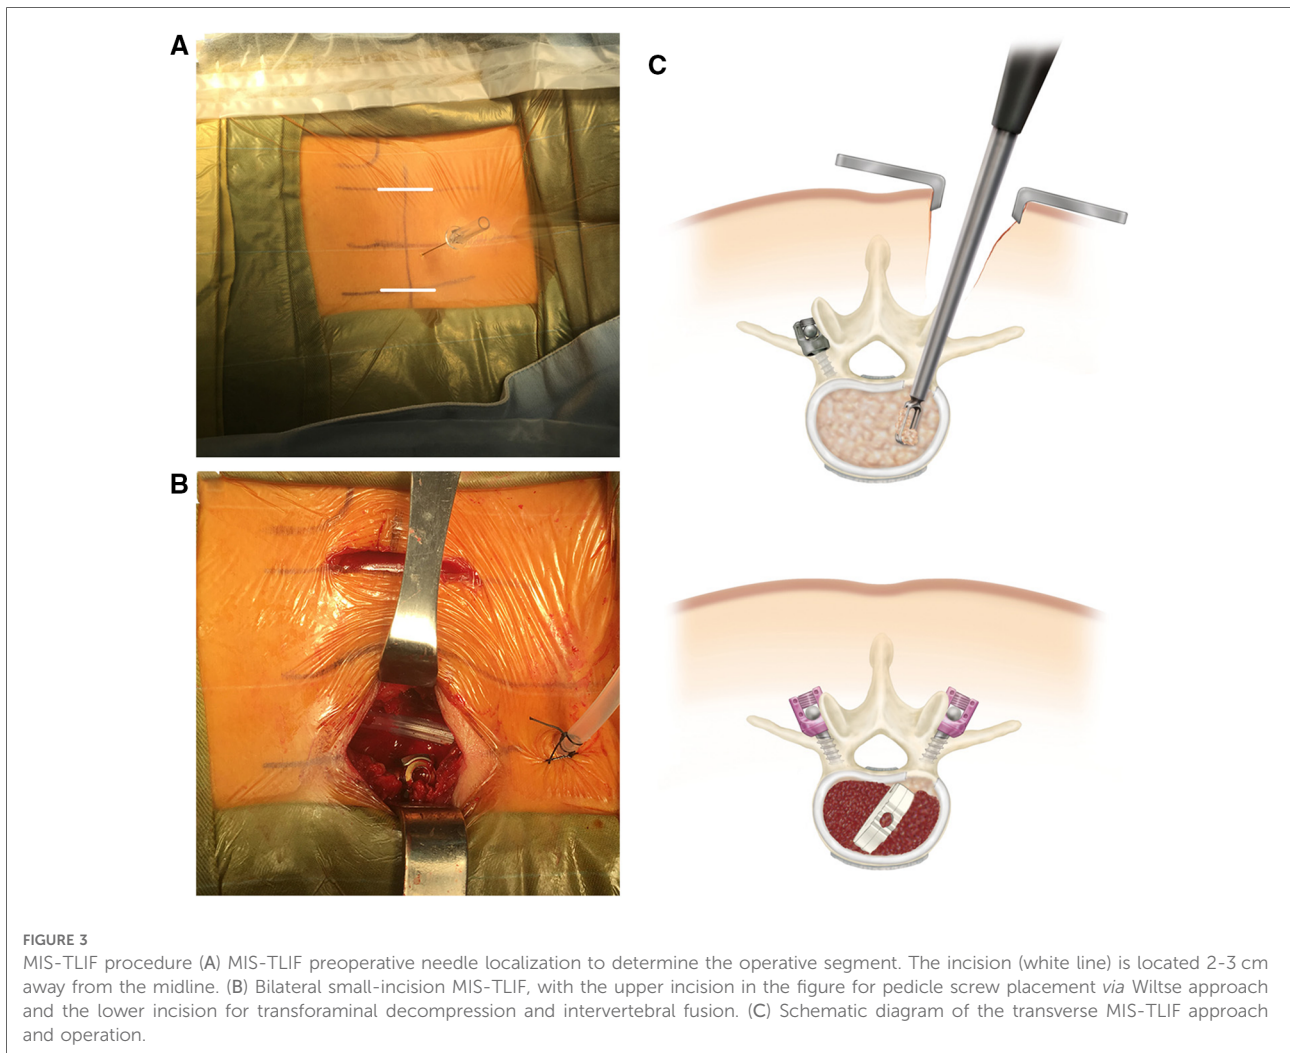 A
B
C
FIGURE 3
MIS-TLIF procedure (A) MIS-TLIF preoperative needle localization to determine the operative segment. The incision (white line) is located 2-3 cm
away from the midline. (B) Bilateral small-incision MIS-TLIF, with the upper incision in the figure for pedicle screw placement via Wiltse approach
and the lower incision for transforaminal decompression and intervertebral fusion. (C) Schematic diagram of the transverse MIS-TLIF approach
and operation.